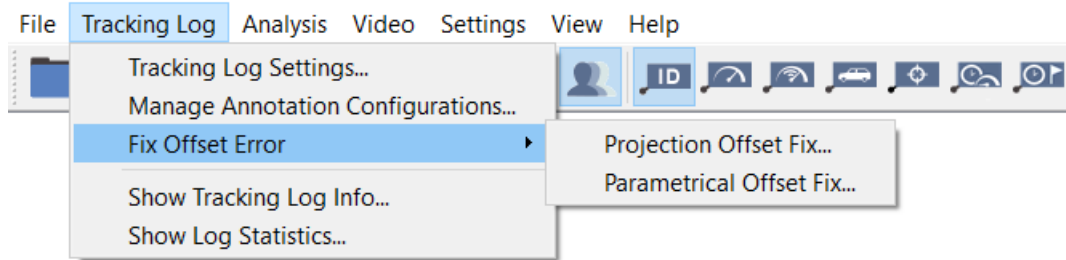 File Tracking Log Analysis Video Settings View Help
Tracking Log Settings...
ID
Manage Annotation Configurations...
Fix Offset Error
Projection Offset Fix...
Parametrical Offset Fix...
Show Tracking Log Info...
Show Log Statistics...